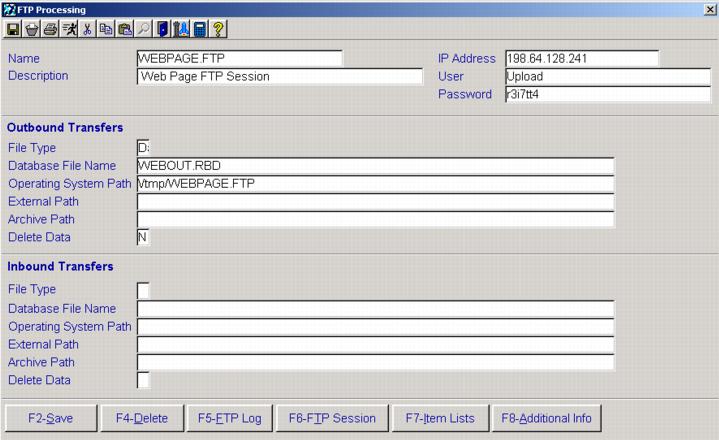 FTP Processing
Name WEBPAGE.FTP IP Address 198.64.128.241
Description Web Page FTP Session User Upload
Password r3i7tt4
Outbound Transfers
File Type D:
Database File Name WEBOUT.RBD
Operating System Path \/tmp/WEBPAGE.FTP
External Path
Archive Path
Delete Data N
Inbound Transfers
File Type
Database File Name
Operating System Path
External Path
Archive Path
Delete Data
F2-Save F4-Delete F5-FTP Log F6-FTP Session F7-Item Lists F8-Additional Info